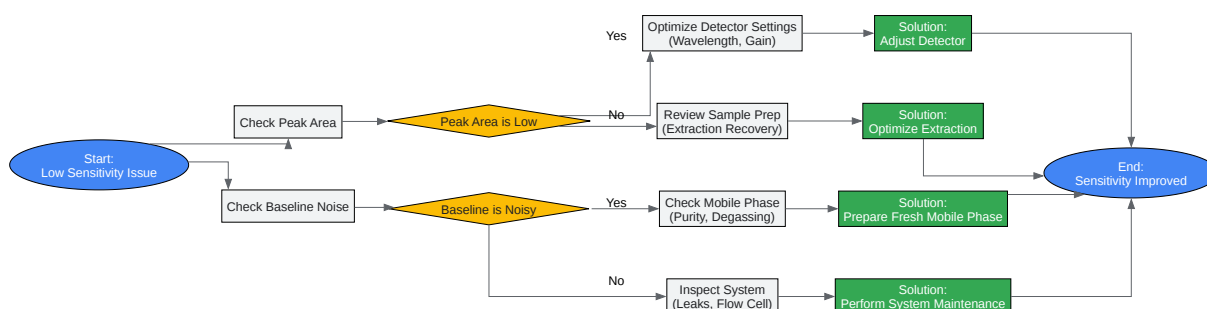 Yes
Optimize Detector Settings
(Wavelength, Gain)
Solution:
Adjust Detector
Check Peak Area
Peak Area is Low
No
Review Sample Prep
(Extraction Recovery)
Solution:
Optimize Extraction
Start:
Low Sensitivity Issue
End:
Sensitivity Improved
Check Baseline Noise
Baseline is Noisy
Yes
Check Mobile Phase
(Purity, Degassing)
Solution:
Prepare Fresh Mobile Phase
No
Inspect System
(Leaks, Flow Cell)
Solution:
Perform System Maintenance